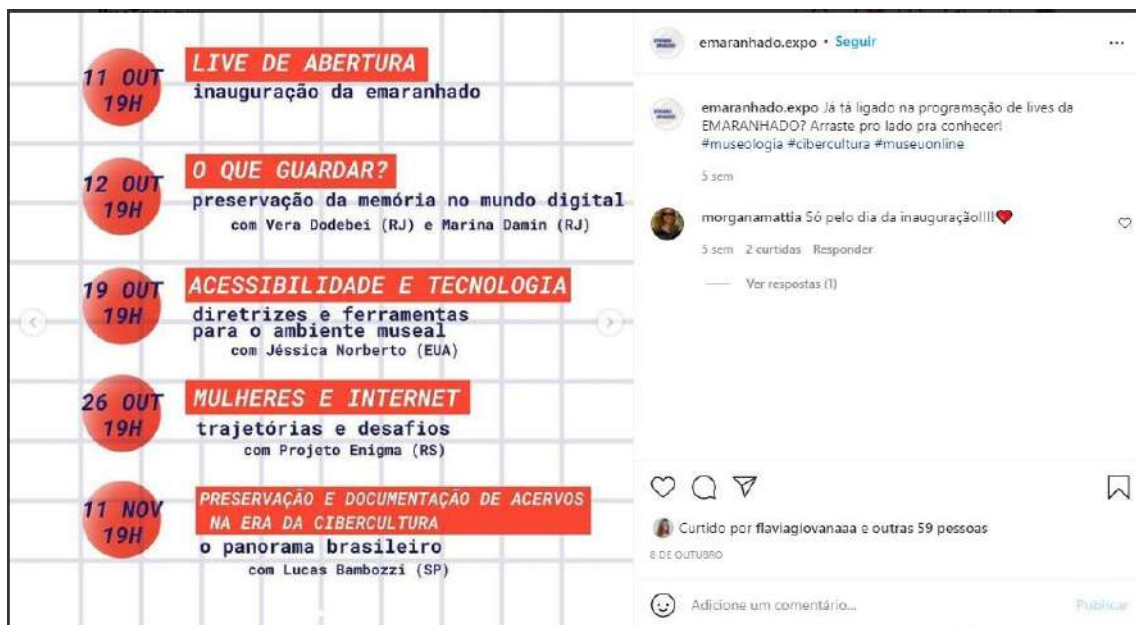 11 OUT
19H
LIVE DE ABERTURA
inauguração da emaranhado
12 OUT
19H
O QUE GUARDAR?
preservação da memória no mundo digital
com Vera Dodebei (RJ) e Marina Damin (RJ)
19 OUT
19H
ACESSIBILIDADE E TECNOLOGIA
diretrizes e ferramentas
para o ambiente museal
com Jéssica Norberto (EUA)
26 OUT
19H
MULHERES E INTERNET
trajetórias e desafios
com Projeto Enigma (RS)
11 NOV
19H
PRESERVAÇÃO E DOCUMENTAÇÃO DE ACERVOS
NA ERA DA CIBERCULTURA
o panorama brasileiro
com Lucas Bambozzi (SP)
emaranhado.expo • Seguir
emaranhado.expo Já tá ligado na programação de lives da
EMARANHADO? Arraste pro lado pra conhecer!
#museologia #cibercultura #museuonline
5 sem
morganamattia Só pelo dia da inauguração!!!!❤
5 sem 2 curtidas Responder
Ver respostas (1)
Curtido por flaviagiovanaaa e outras 59 pessoas
8 DE OUTUBRO
Adicione um comentário... Publicar